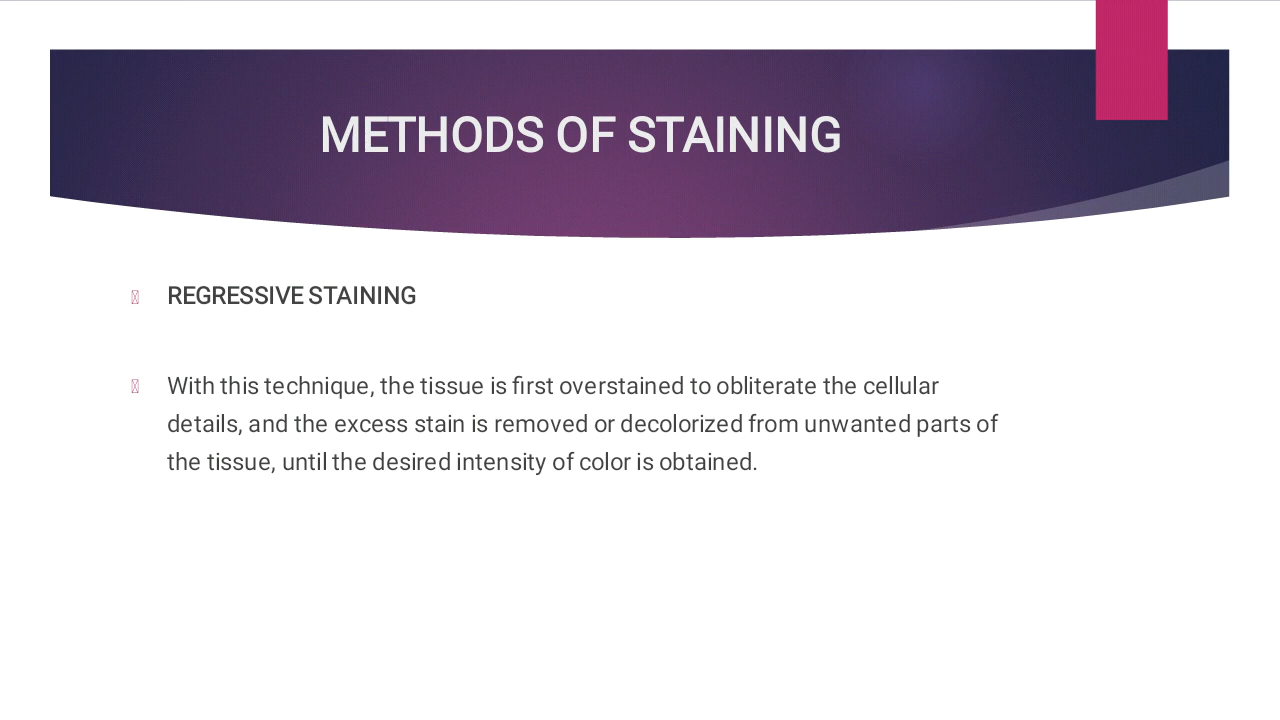 METHODS OF STAINING
REGRESSIVE STAINING
With this technique, the tissue is first overstained to obliterate the cellular
details, and the excess stain is removed or decolorized from unwanted parts of
the tissue, until the desired intensity of color is obtained.